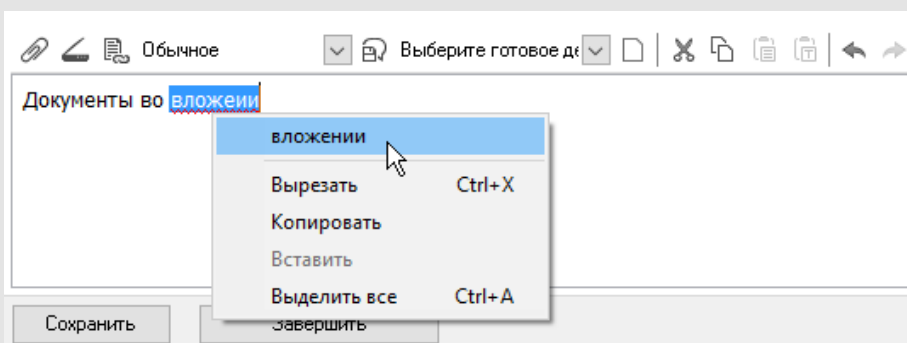 Обычное Выберите готовое де
Документы во вложеии
вложении
Вырезать Ctrl+X
Копировать
Вставить
Выделить все Ctrl+A
Сохранить Завершить